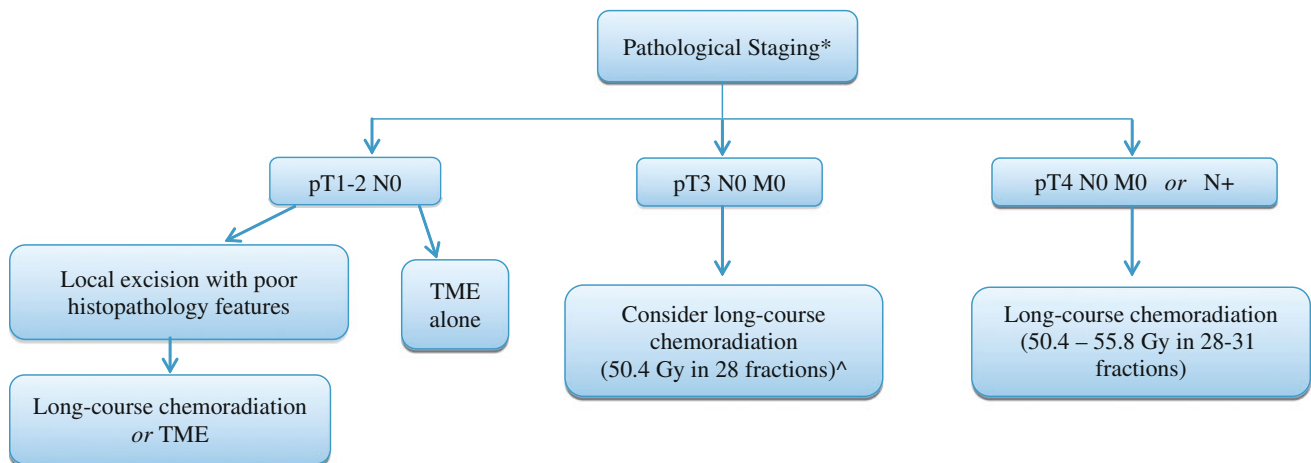 Pathological Staging*
pT1-2 N0
pT3 N0 M0
pT4 N0 M0 or N+
Local excision with poor
histopathology features
TME
alone
Consider long-course
chemoradiation
(50.4 Gy in 28 fractions)^
Long-course chemoradiation
(50.4 – 55.8 Gy in 28-31
fractions)
Long-course chemoradiation
or TME